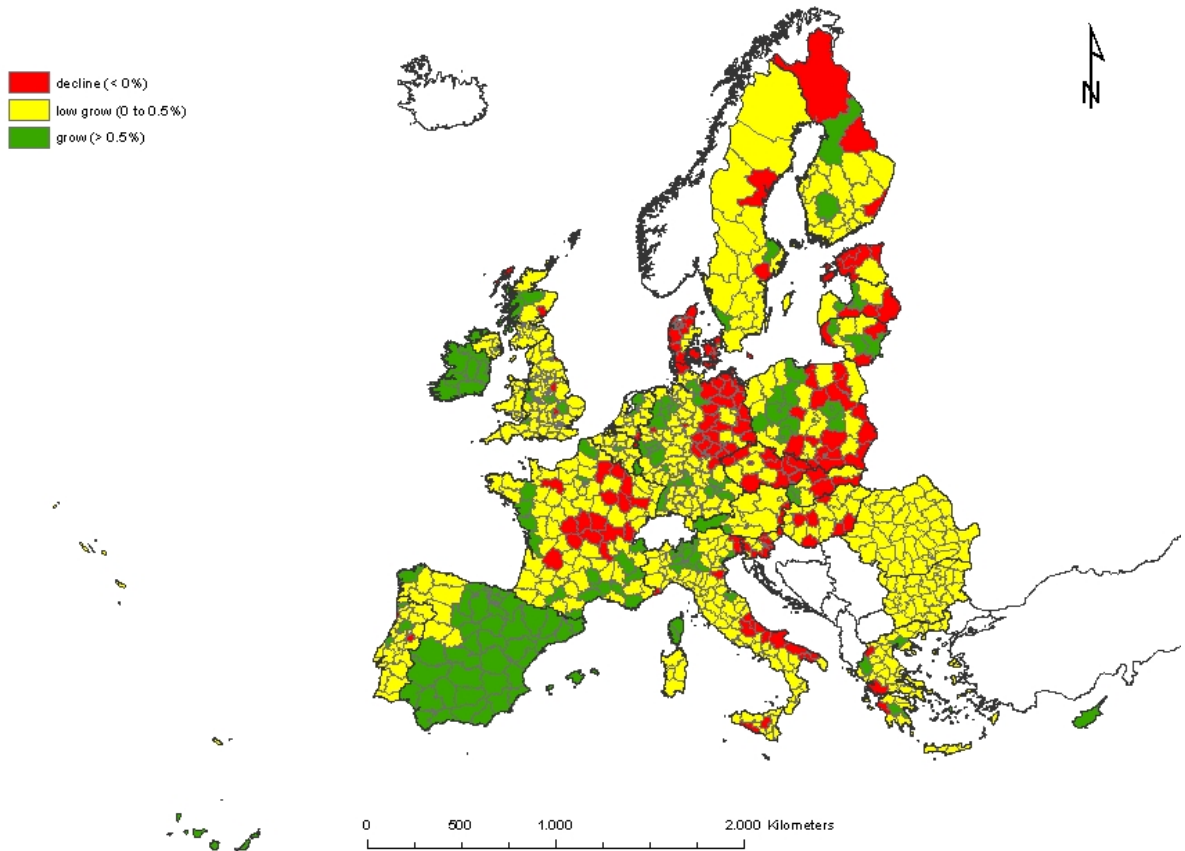 decline (< 0%)
low grow (0 to 0.5%)
grow (> 0.5%)
N
0 500 1.000 2.000 Kilometers